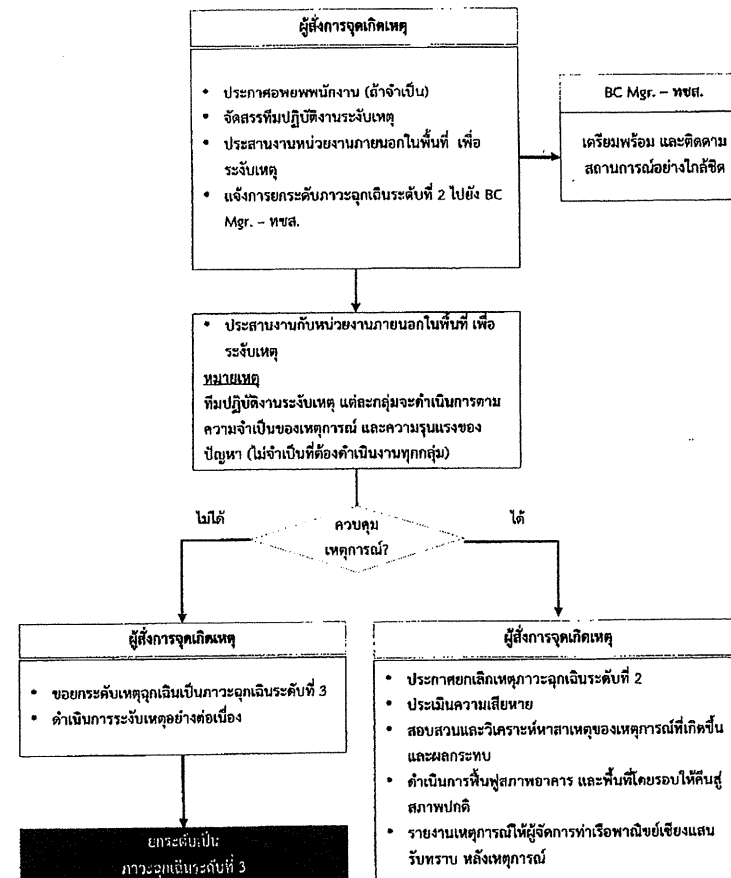 ผู้สั่งการจุดเกิดเหตุ
• ประกาศอพยพพนักงาน (ถ้าจำเป็น)
• จัดสรรทีมปฏิบัติงานระงับเหตุ
• ประสานงานหน่วยงานภายนอกในพื้นที่ เพื่อ
ระงับเหตุ
• แจ้งการยกระดับภาวะฉุกเฉินระดับที่ 2 ไปยัง BC
Mgr. – ทชส.
BC Mgr. – ทชส.
เตรียมพร้อม และติดตาม
สถานการณ์อย่างใกล้ชิด
• ประสานงานกับหน่วยงานภายนอกในพื้นที่ เพื่อ
ระงับเหตุ
หมายเหตุ
ทีมปฏิบัติงานระงับเหตุ แต่ละกลุ่มจะดำเนินการตาม
ความจำเป็นของเหตุการณ์ และความรุนแรงของ
ปัญหา (ไม่จำเป็นที่ต้องดำเนินงานทุกกลุ่ม)
ควบคุม
เหตุการณ์?
ไม่ได้
ได้
ผู้สั่งการจุดเกิดเหตุ
• ขอยกระดับเหตุฉุกเฉินเป็นภาวะฉุกเฉินระดับที่ 3
• ดำเนินการระงับเหตุอย่างต่อเนื่อง
ยกระดับเป็น
ภาวะฉุกเฉินระดับที่ 3
ผู้สั่งการจุดเกิดเหตุ
• ประกาศยกเลิกเหตุภาวะฉุกเฉินระดับที่ 2
• ประเมินความเสียหาย
• สอบสวนและวิเคราะห์หาสาเหตุของเหตุการณ์ที่เกิดขึ้น
และผลกระทบ
• ดำเนินการฟื้นฟูสภาพอาคาร และพื้นที่โดยรอบให้คืนสู่
สภาพปกติ
• รายงานเหตุการณ์ให้ผู้จัดการท่าเรือพาณิชย์เชียงแสน
รับทราบ หลังเหตุการณ์